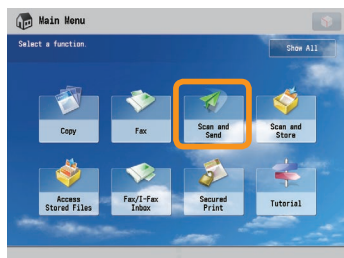 Main Menu
Select a function.
Show All
Copy
Fax
Scan and
Send
Scan and
Store
Access
Stored Files
Fax/I-Fax
Inbox
Secured
Print
Tutorial